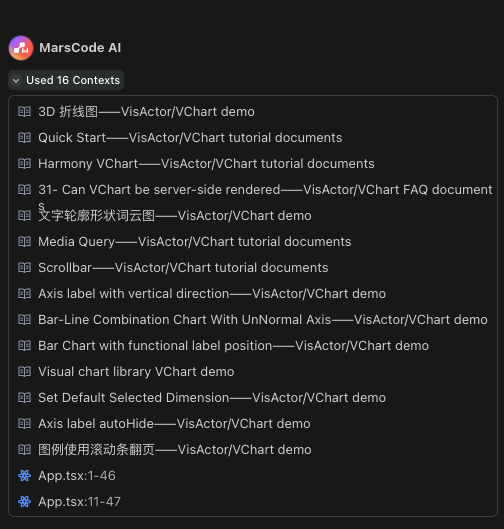 MarsCode AI
Used 16 Contexts
3D 折线图——VisActor/VChart demo
Quick Start——VisActor/VChart tutorial documents
Harmony VChart——VisActor/VChart tutorial documents
31- Can VChart be server-side rendered——VisActor/VChart FAQ document
s
文字轮廓形状词云图——VisActor/VChart demo
Media Query——VisActor/VChart tutorial documents
Scrollbar——VisActor/VChart tutorial documents
Axis label with vertical direction——VisActor/VChart demo
Bar-Line Combination Chart With UnNormal Axis——VisActor/VChart demo
Bar Chart with functional label position——VisActor/VChart demo
Visual chart library VChart demo
Set Default Selected Dimension——VisActor/VChart demo
Axis label autoHide——VisActor/VChart demo
图例使用滚动条翻页——VisActor/VChart demo
App.tsx:1-46
App.tsx:11-47